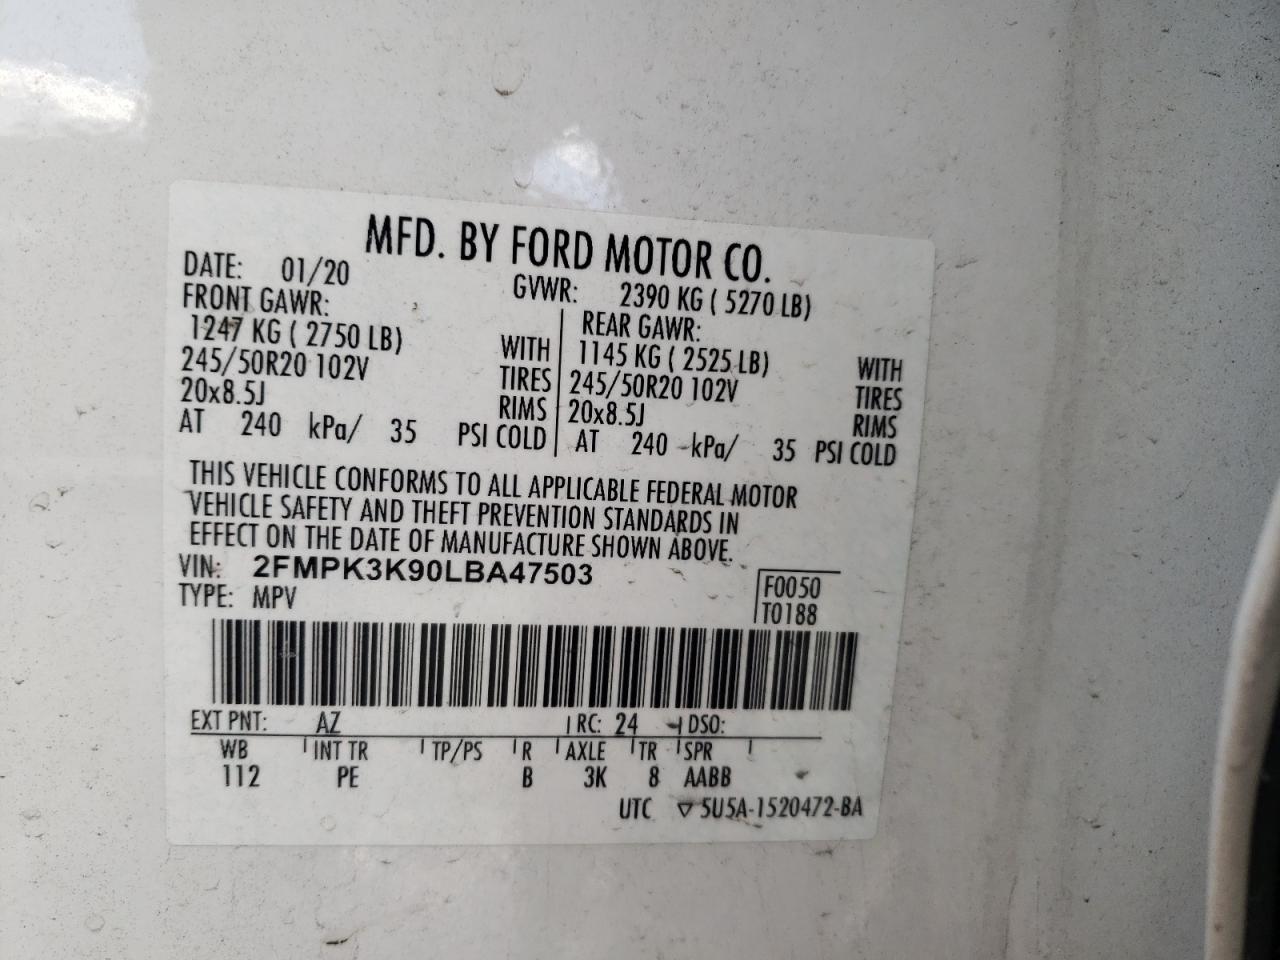 MFD. BY FORD MOTOR CO.
DATE: 01/20 GVWR: 2390 KG ( 5270 LB)
FRONT GAWR: REAR GAWR:
1247 KG ( 2750 LB) WITH 1145 KG ( 2525 LB) WITH
245/50R20 102V TIRES 245/50R20 102V TIRES
20x8.5J RIMS 20x8.5J RIMS
AT 240 kPa/ 35 PSI COLD AT 240 kPa/ 35 PSI COLD
THIS VEHICLE CONFORMS TO ALL APPLICABLE FEDERAL MOTOR
VEHICLE SAFETY AND THEFT PREVENTION STANDARDS IN
EFFECT ON THE DATE OF MANUFACTURE SHOWN ABOVE.
VIN: 2FMPK3K90LBA47503 F0050
TYPE: MPV T0188
EXT PNT: AZ RC: 24 DSO:
WB INT TR TP/PS R AXLE TR SPR
112 PE B 3K 8 AABB
UTC ▽ 5U5A-1520472-BA